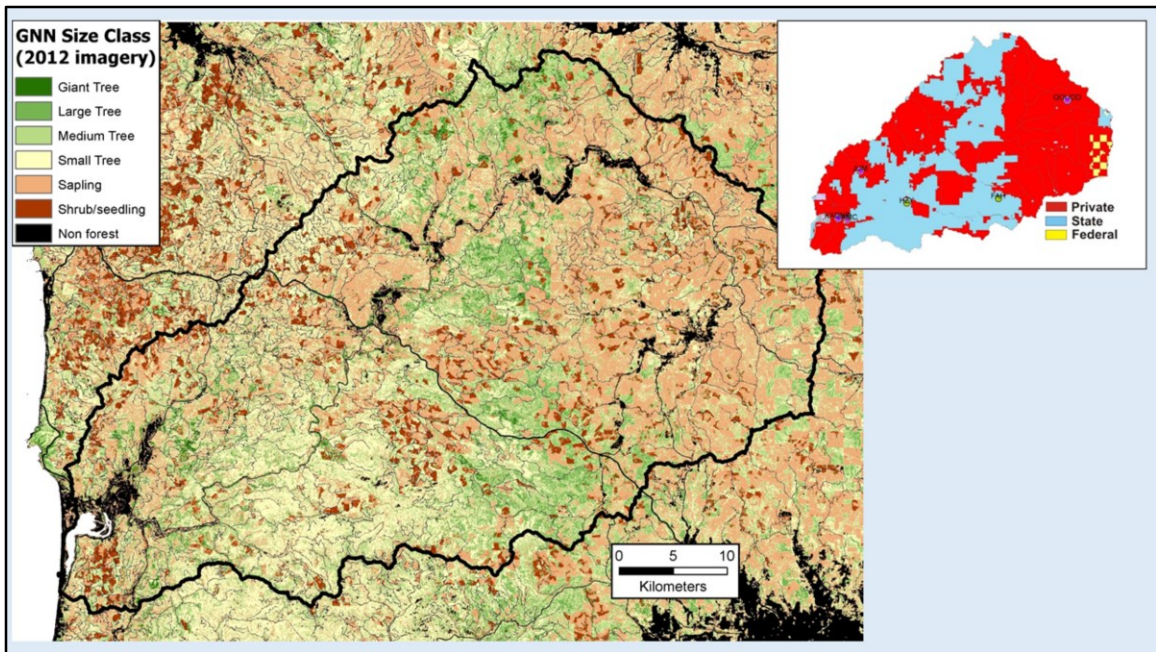 GNN Size Class
(2012 imagery)
Giant Tree
Large Tree
Medium Tree
Small Tree
Sapling
Shrub/seedling
Non forest
Private
State
Federal
0 5 10
Kilometers